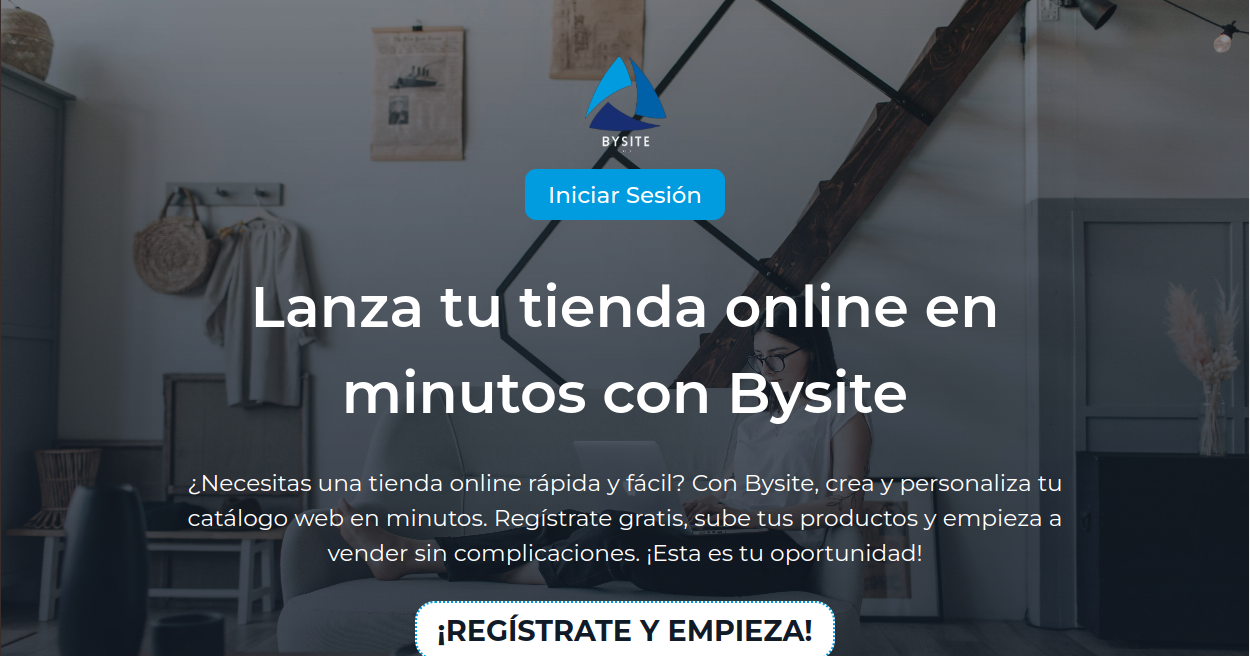 BYSITE
Iniciar Sesión
Lanza tu tienda online en
minutos con Bysite
¿Necesitas una tienda online rápida y fácil? Con Bysite, crea y personaliza tu
catálogo web en minutos. Regístrate gratis, sube tus productos y empieza a
vender sin complicaciones. ¡Esta es tu oportunidad!
¡REGÍSTRATE Y EMPIEZA!